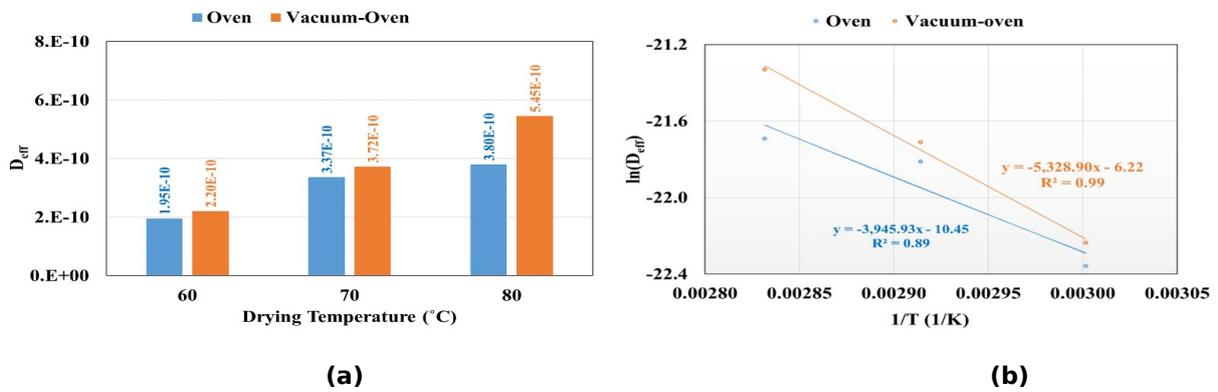 Oven Vacuum-Oven
8.E-10
6.E-10
4.E-10
2.E-10
0.E+00
D_eff
1.95E-10
2.20E-10
3.37E-10
3.72E-10
3.80E-10
5.45E-10
60 70 80
Drying Temperature (˚C)
(a)
Oven Vacuum-oven
-21.2
-21.6
-22.0
-22.4
ln(D_eff)
y = -5,328.90x - 6.22
R² = 0.99
y = -3,945.93x - 10.45
R² = 0.89
0.00280 0.00285 0.00290 0.00295 0.00300 0.00305
1/T (1/K)
(b)